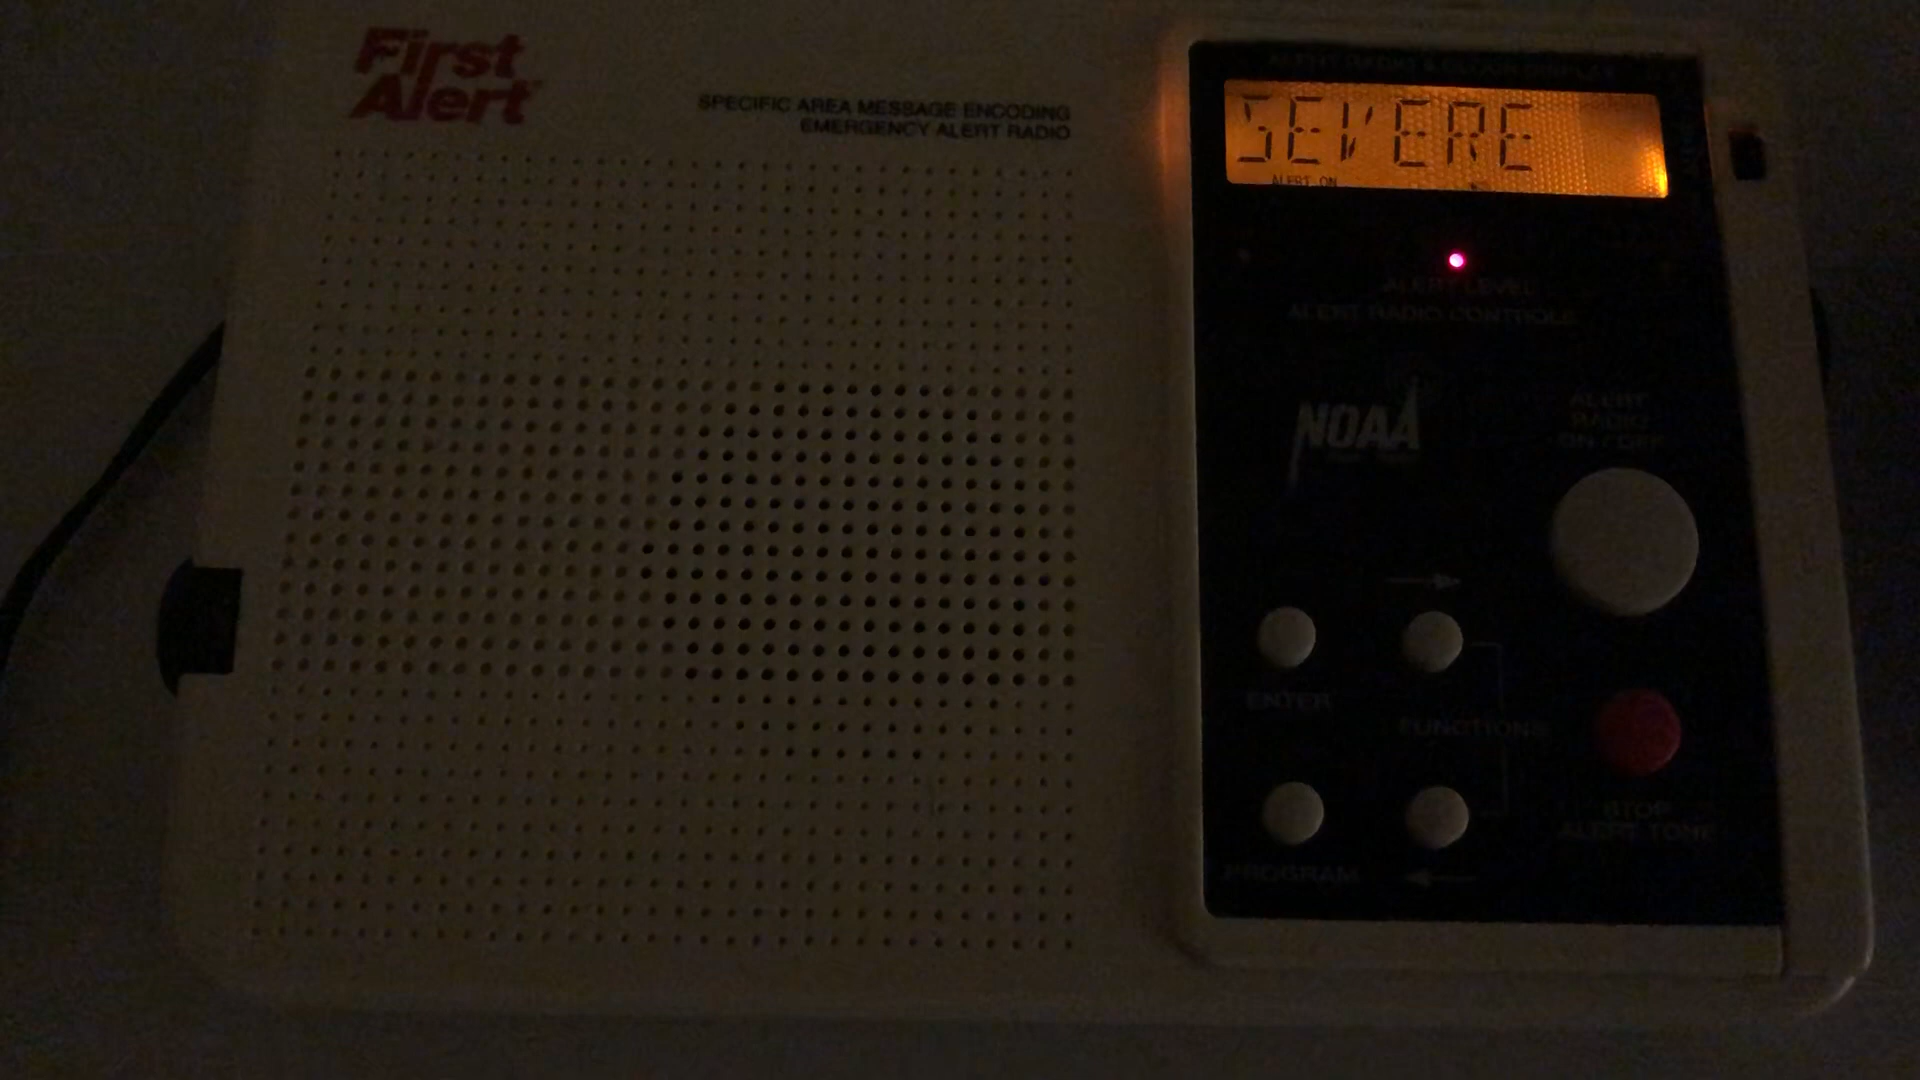 First
Alert
SPECIFIC AREA MESSAGE ENCODING
EMERGENCY ALERT RADIO
SEVERE
ALERT ON
ALERT LEVEL
ALERT RADIO CONTROLS
NOAA
ALERT
RADIO
ON / OFF
ENTER
FUNCTIONS
STOP
ALERT TONE
PROGRAM